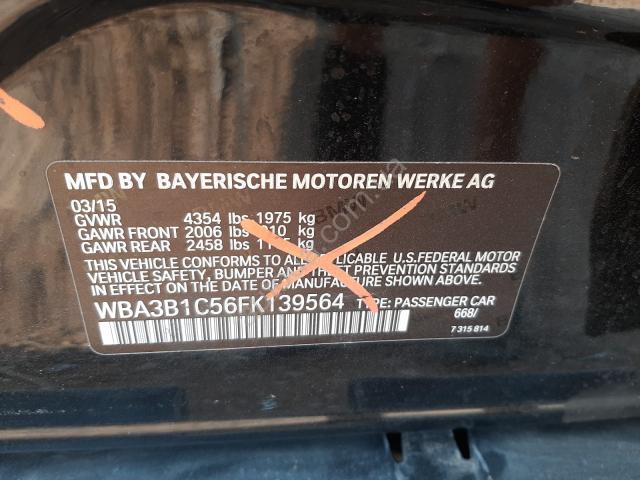 MFD BY BAYERISCHE MOTOREN WERKE AG
03/15
GVWR 4354 lbs 1975 kg
GAWR FRONT 2006 lbs kg
GAWR REAR 2458 lbs kg
THIS VEHICLE CONFORMS TO ALL APPLICABLE U.S.FEDERAL MOTOR
VEHICLE SAFETY, BUMPER AND THEFT PREVENTION STANDARDS
IN EFFECT ON THE DATE OF MANUFACTURE SHOWN ABOVE.
WBA3B1C56FK139564 TYPE: PASSENGER CAR
668/
7 315 814